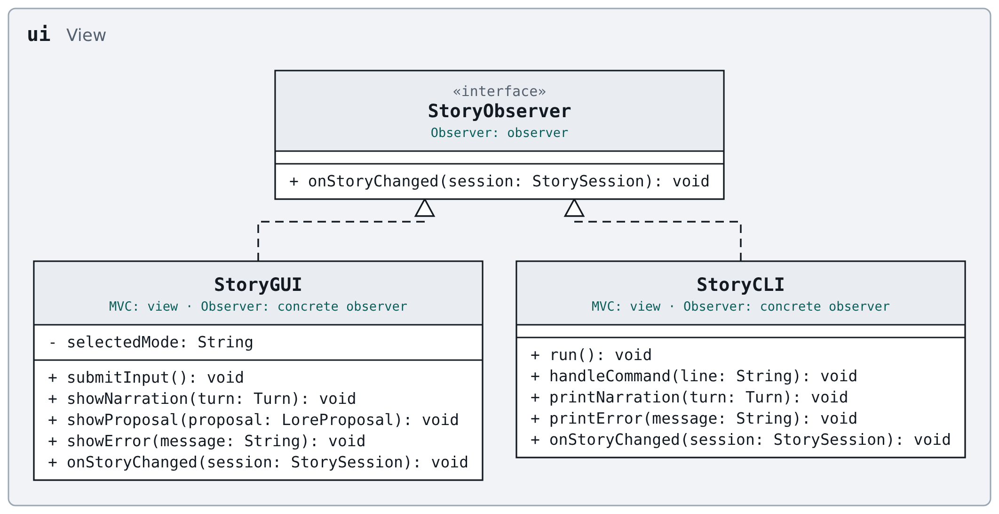 ui View
«interface»
StoryObserver
Observer: observer
+ onStoryChanged(session: StorySession): void
StoryGUI
MVC: view · Observer: concrete observer
- selectedMode: String
+ submitInput(): void
+ showNarration(turn: Turn): void
+ showProposal(proposal: LoreProposal): void
+ showError(message: String): void
+ onStoryChanged(session: StorySession): void
StoryCLI
MVC: view · Observer: concrete observer
+ run(): void
+ handleCommand(line: String): void
+ printNarration(turn: Turn): void
+ printError(message: String): void
+ onStoryChanged(session: StorySession): void